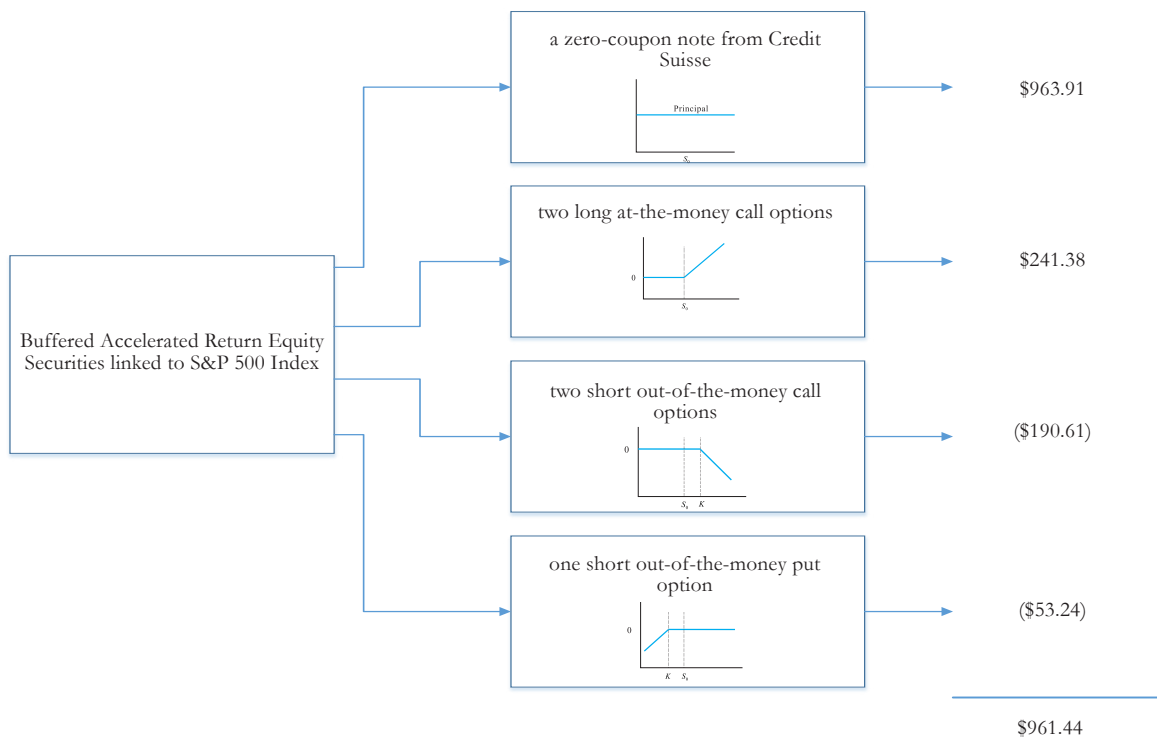 a zero-coupon note from Credit
Suisse
Principal
S₀
$963.91
two long at-the-money call options
0
S₀
$241.38
Buffered Accelerated Return Equity
Securities linked to S&P 500 Index
two short out-of-the-money call
options
0
S₀ K
($190.61)
one short out-of-the-money put
option
0
K S₀
($53.24)
$961.44